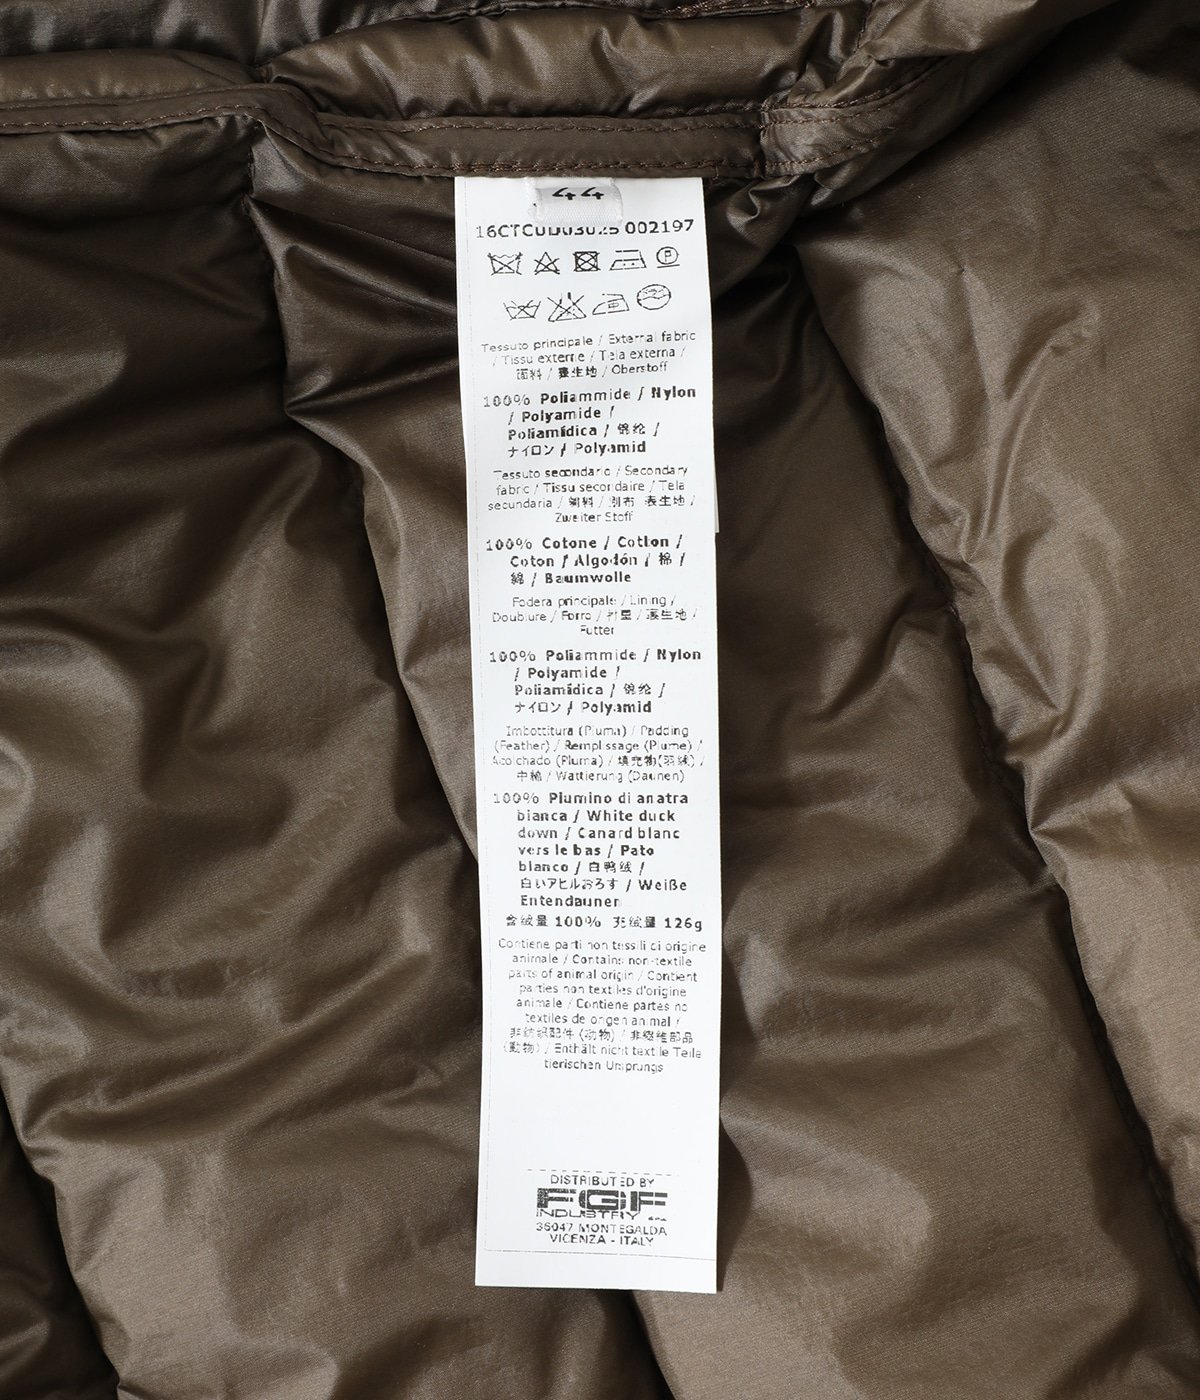 44
002197
Tessuto principale / External fabric
/ Tissu externe / Tela externa /
面料 / 表生地 / Oberstoff
100% Poliammide / Nylon
/ Polyamide /
Poliamídica / 锦纶 /
ナイロン / Polyamid
Tessuto secondario / Secondary
fabric / Tissu secondaire / Tela
secundaria / 辅料 / 別布 表生地 /
Zweiter Stoff
100% Cotone / Cotton /
Coton / Algodón / 棉 /
綿 / Baumwolle
Fodera principale / Lining /
Doublure / Forro / 衬里 / 裏生地 /
Futter
100% Poliammide / Nylon
/ Polyamide /
Poliamídica / 锦纶 /
ナイロン / Polyamid
Imbottitura (Piuma) / Padding
(Feather) / Remplissage (Plume) /
Acolchado (Pluma) / 填充物(羽绒) /
中綿 / Wattierung (Daunen)
100% Piumino di anatra
bianca / White duck
down / Canard blanc
vers le bas / Pato
blanco / 白鸭绒 /
白いアヒルおろす / Weiße
Entendaunen
含绒量 100% 充绒量 126g
Contiene parti non tessili di origine
animale / Contains non-textile
parts of animal origin / Contient
parties non textiles d'origine
animale / Contiene partes no
textiles de origen animal /
非纺织配件 (动物) / 非繊維部品
(動物) / Enthält nicht textile Teile
tierischen Ursprungs
DISTRIBUTED BY
FGF
INDUSTRY
36047 MONTEGALDA
VICENZA - ITALY